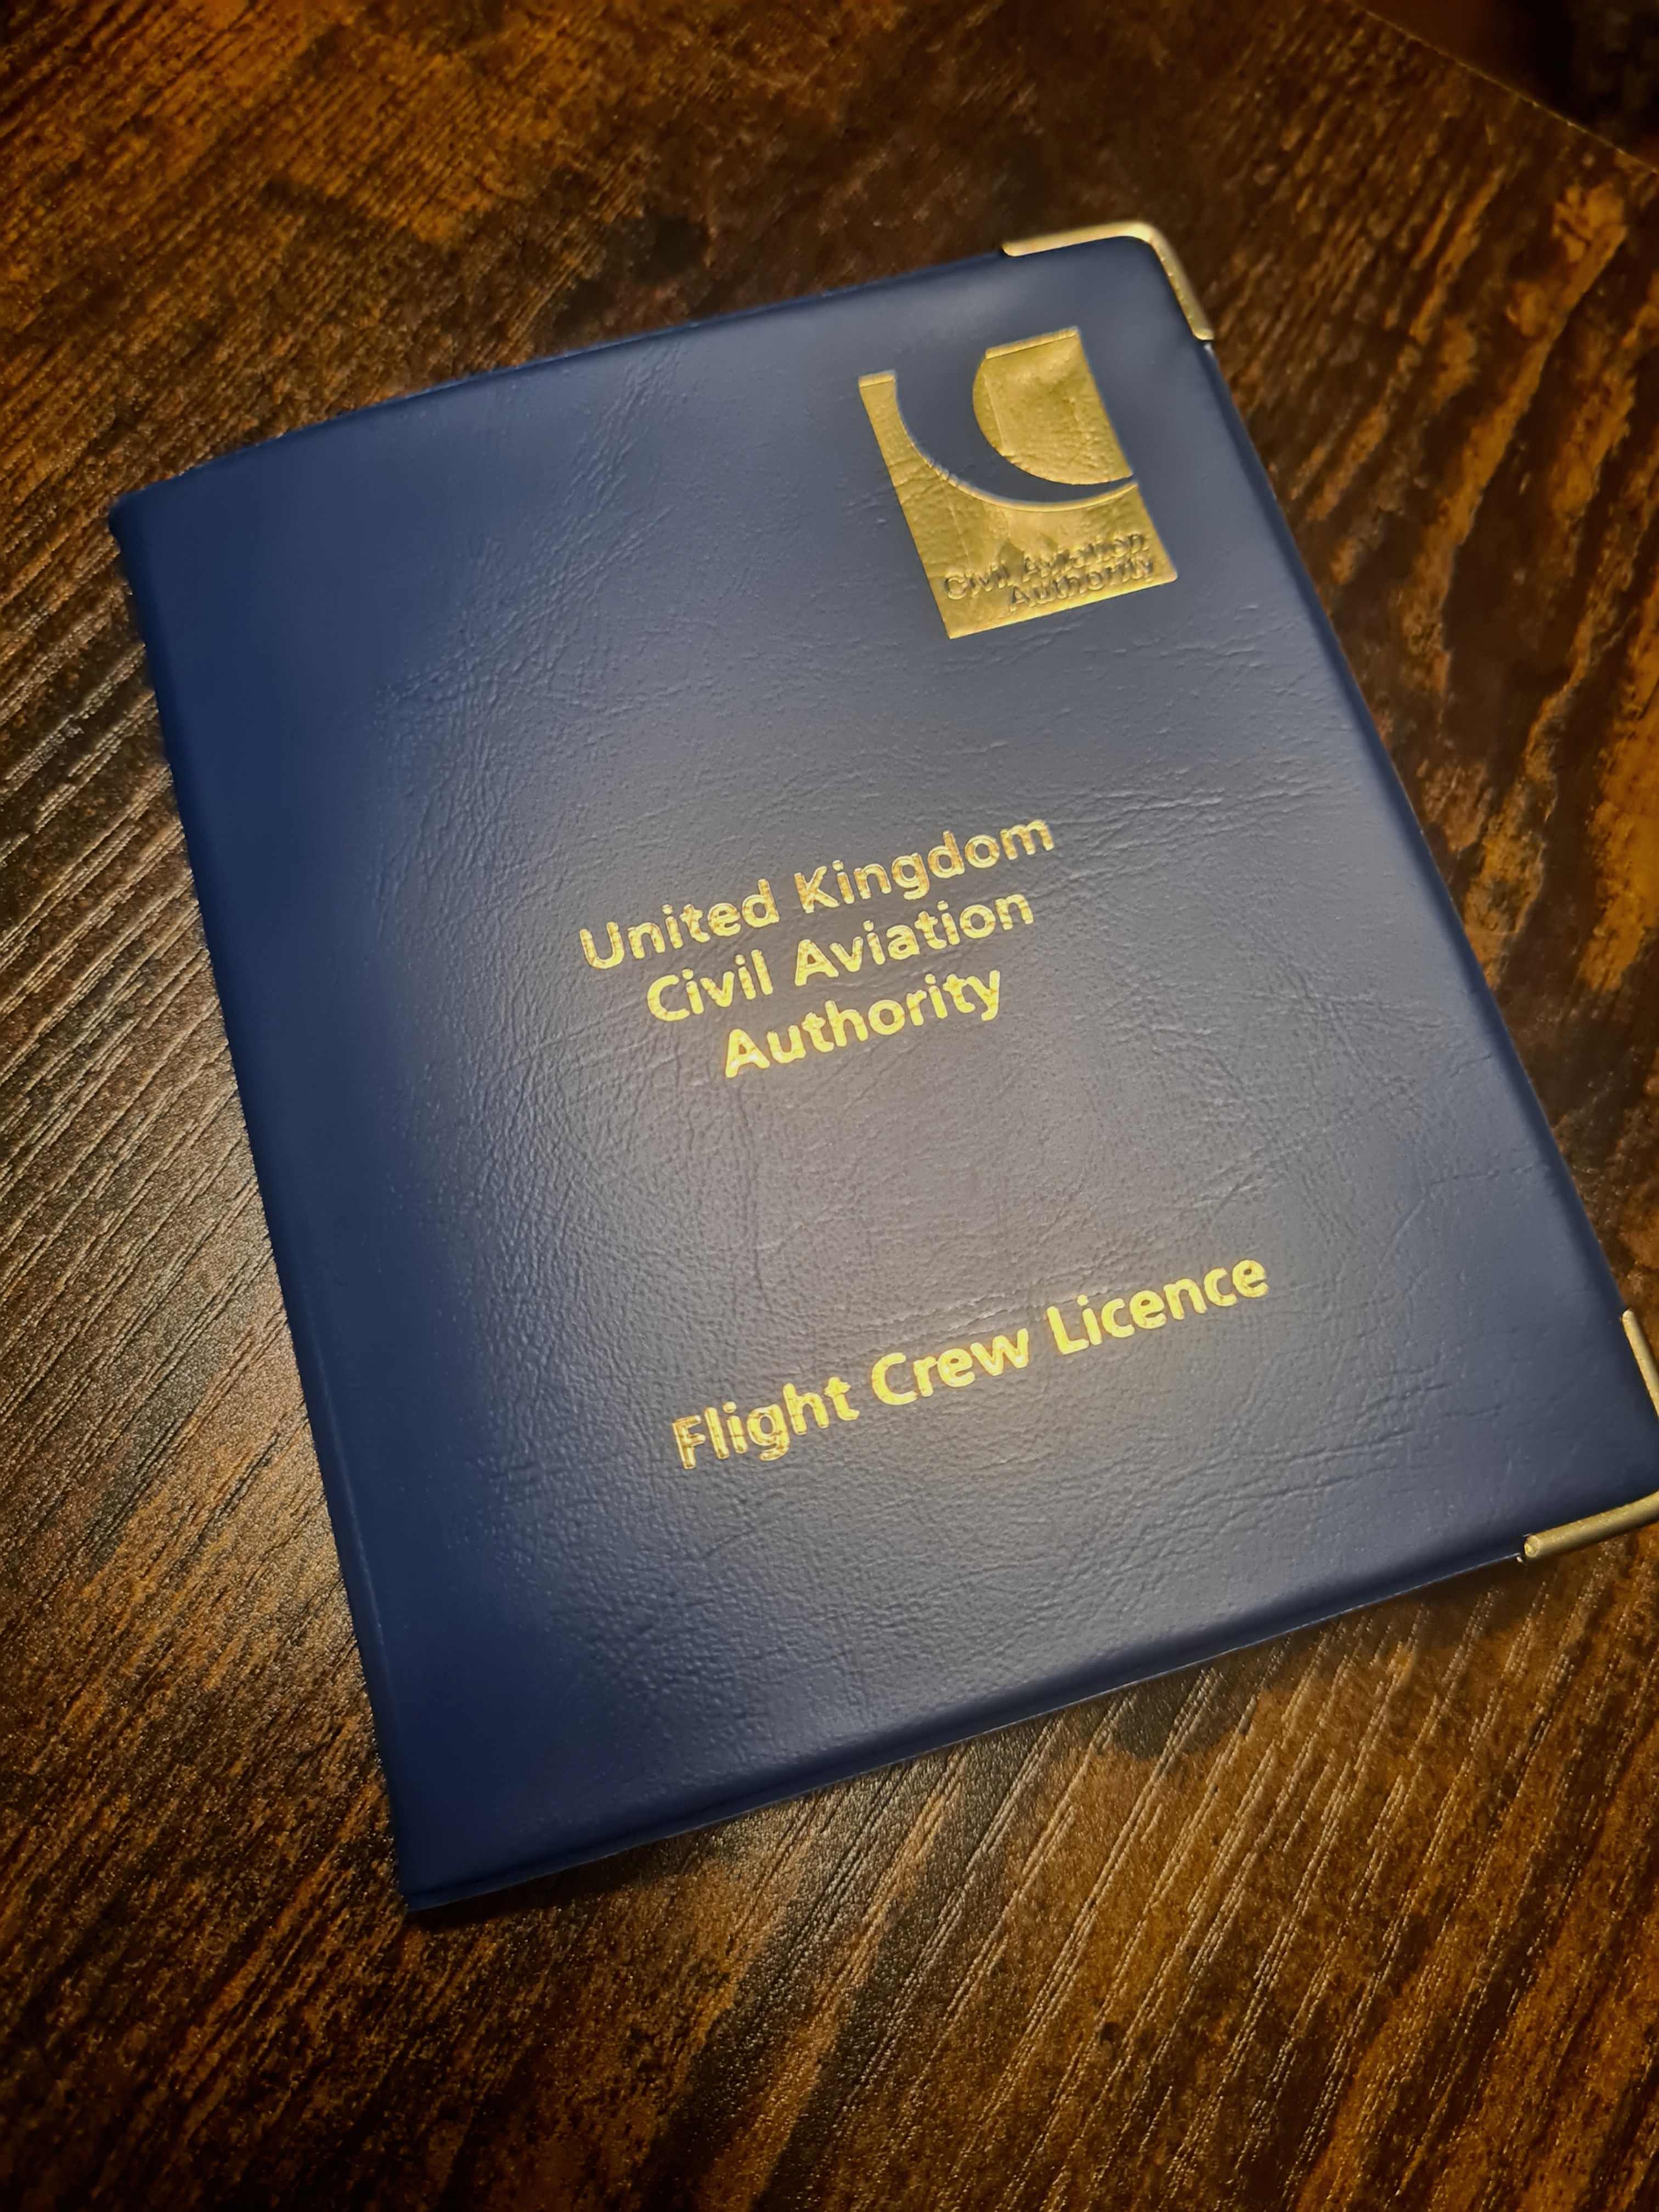 Civil Aviation
Authority
United Kingdom
Civil Aviation
Authority
Flight Crew Licence